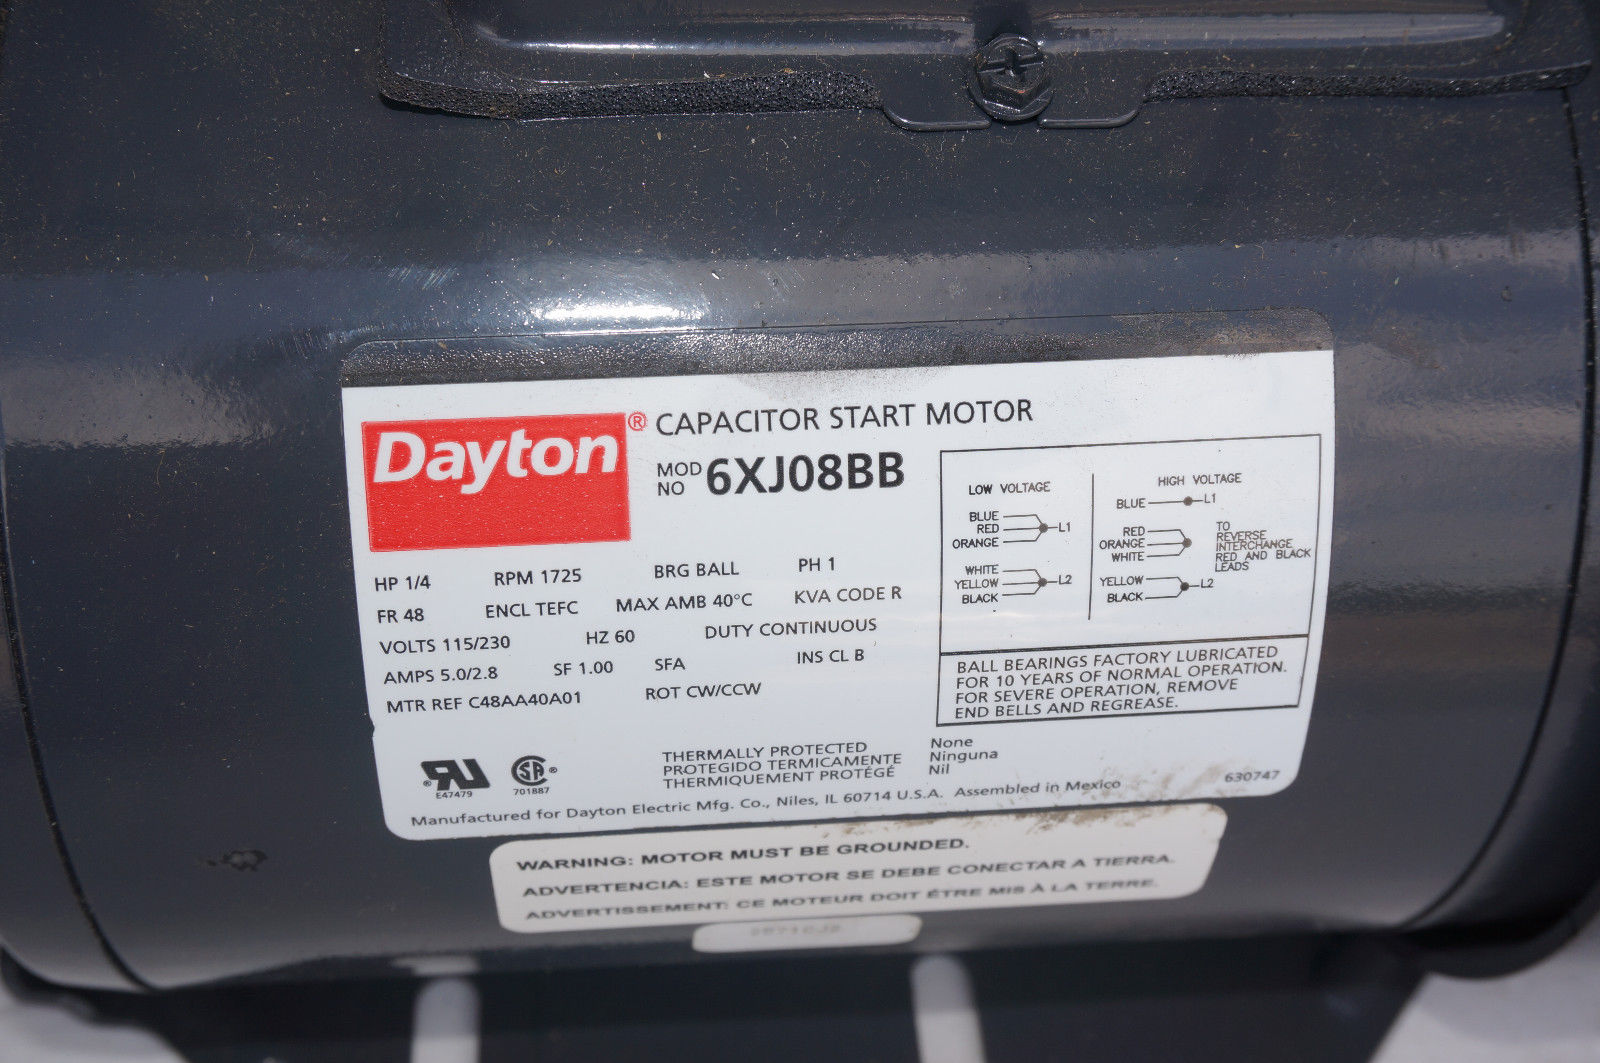 Dayton® CAPACITOR START MOTOR
MOD NO 6XJ08BB
HP 1/4 RPM 1725 BRG BALL PH 1
FR 48 ENCL TEFC MAX AMB 40°C KVA CODE R
VOLTS 115/230 HZ 60 DUTY CONTINUOUS
AMPS 5.0/2.8 SF 1.00 SFA INS CL B
MTR REF C48AA40A01 ROT CW/CCW
LOW VOLTAGE
BLUE
RED L1
ORANGE
WHITE
YELLOW L2
BLACK
HIGH VOLTAGE
BLUE L1
RED
ORANGE
WHITE
YELLOW L2
BLACK
TO
REVERSE
INTERCHANGE
RED AND BLACK
LEADS
BALL BEARINGS FACTORY LUBRICATED
FOR 10 YEARS OF NORMAL OPERATION.
FOR SEVERE OPERATION, REMOVE
END BELLS AND REGREASE.
E47479
SA ®
701887
THERMALLY PROTECTED None
PROTEGIDO TERMICAMENTE Ninguna
THERMIQUEMENT PROTÉGÉ Nil
630747
Manufactured for Dayton Electric Mfg. Co., Niles, IL 60714 U.S.A. Assembled in Mexico
WARNING: MOTOR MUST BE GROUNDED.
ADVERTENCIA: ESTE MOTOR SE DEBE CONECTAR A TIERRA.
ADVERTISSEMENT: CE MOTEUR DOIT ÊTRE MIS À LA TERRE.